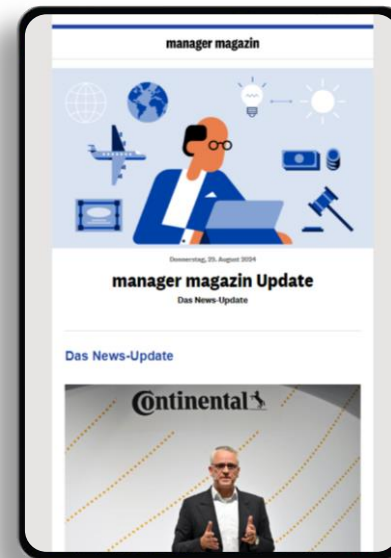 manager magazin
Donnerstag, 25. August 2024
manager magazin Update
Das News-Update
Das News-Update
Continental